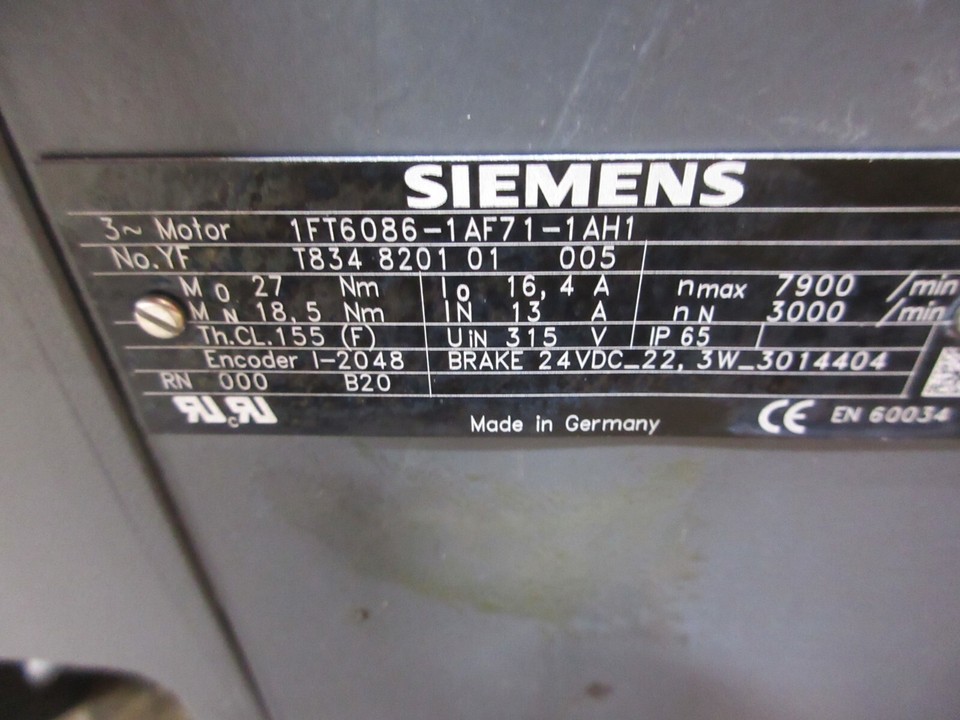 SIEMENS
3~ Motor 1FT6086-1AF71-1AH1
No.YF T834 8201 01 005
M0 27 Nm I0 16,4 A nmax 7900 /min
MN 18,5 Nm IN 13 A nN 3000 /min
Th.CL.155 (F) UIN 315 V IP 65
Encoder I-2048 BRAKE 24VDC_22,3W_3014404
RN 000 B20
Made in Germany CE EN 60034